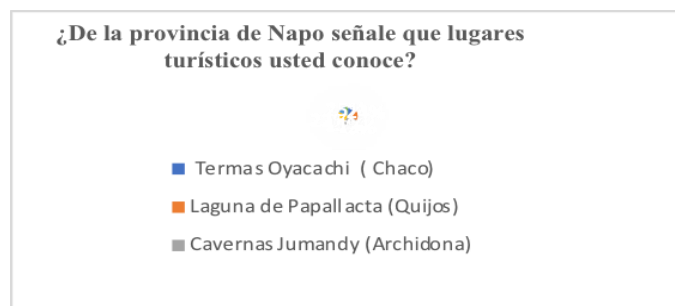 ¿De la provincia de Napo señale que lugares
turísticos usted conoce?
Termas Oyacachi ( Chaco)
Laguna de Papallacta (Quijos)
Cavernas Jumandy (Archidona)